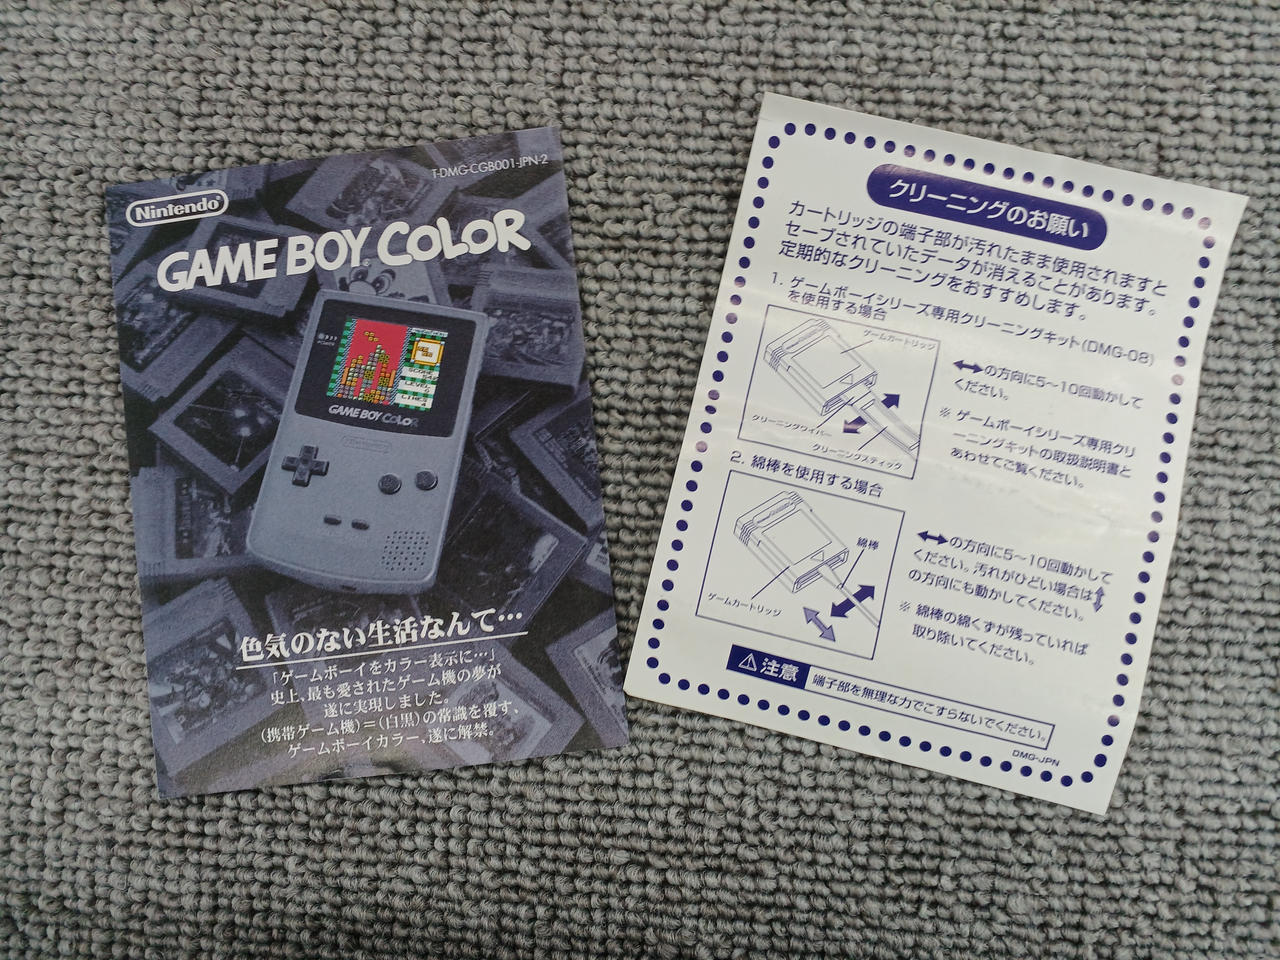 T-DMG-CGB001-JPN-2
Nintendo
GAME BOY COLOR
GAME BOY COLOR
色気のない生活なんて…
「ゲームボーイをカラー表示に…」
史上、最も愛されたゲーム機の夢が
遂に実現しました。
(携帯ゲーム機)=(白黒)の常識を覆す、
ゲームボーイカラー、遂に解禁。
クリーニングのお願い
カートリッジの端子部が汚れたまま使用されますと
セーブされていたデータが消えることがあります。
定期的なクリーニングをおすすめします。
1. ゲームボーイシリーズ専用クリーニングキット(DMG-08)
を使用する場合
ゲームカートリッジ
クリーニングワイパー
クリーニングスティック
↔の方向に5〜10回動かして
ください。
※ ゲームボーイシリーズ専用クリ
ーニングキットの取扱説明書と
あわせてご覧ください。
2. 綿棒を使用する場合
綿棒
ゲームカートリッジ
↔の方向に5〜10回動かして
ください。汚れがひどい場合は↕
の方向にも動かしてください。
※ 綿棒の綿くずが残っていれば
取り除いてください。
⚠注意 端子部を無理な力でこすらないでください。
DMG-JPN